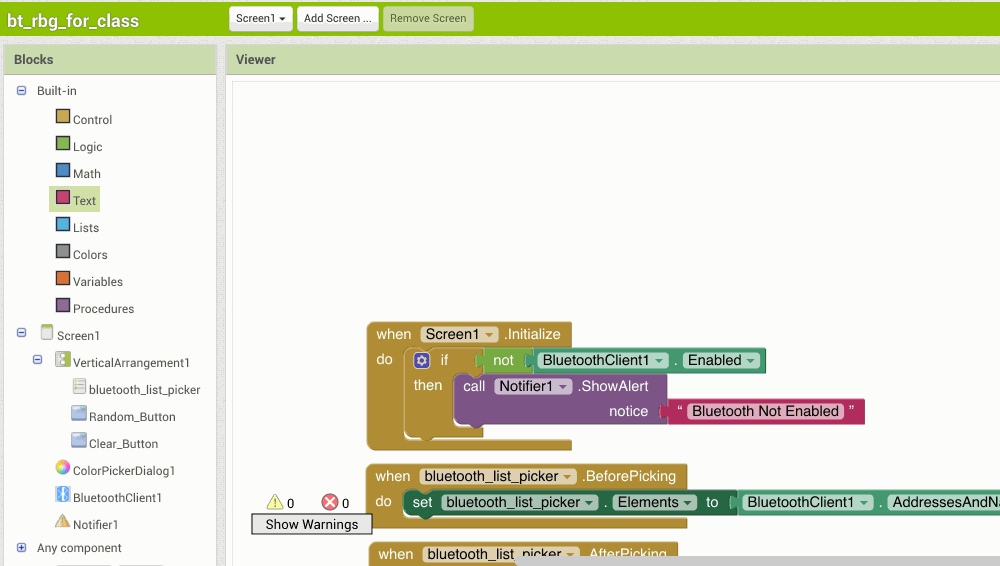 bt_rbg_for_class
Screen1 Add Screen ... Remove Screen
Blocks
Viewer
Built-in
Control
Logic
Math
Text
Lists
Colors
Variables
Procedures
Screen1
VerticalArrangement1
bluetooth_list_picker
Random_Button
Clear_Button
ColorPickerDialog1
BluetoothClient1
Notifier1
Any component
when Screen1 .Initialize
do if not BluetoothClient1 . Enabled
then call Notifier1 .ShowAlert
notice " Bluetooth Not Enabled "
when bluetooth_list_picker .BeforePicking
do set bluetooth_list_picker . Elements to BluetoothClient1 .
when bluetooth_list_picker .AfterPicking
0 0
Show Warnings